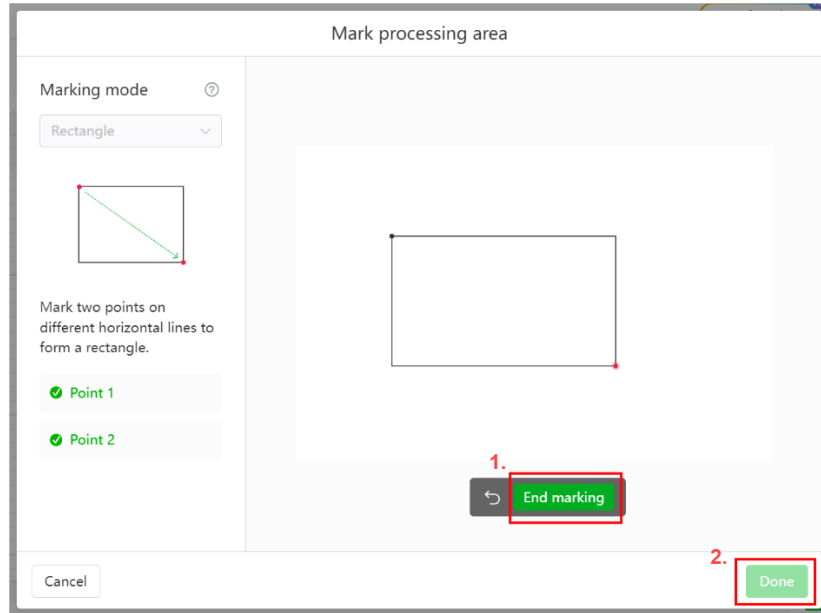 Mark processing area
Marking mode
Rectangle
Mark two points on
different horizontal lines to
form a rectangle.
Point 1
Point 2
1.
End marking
2.
Cancel
Done